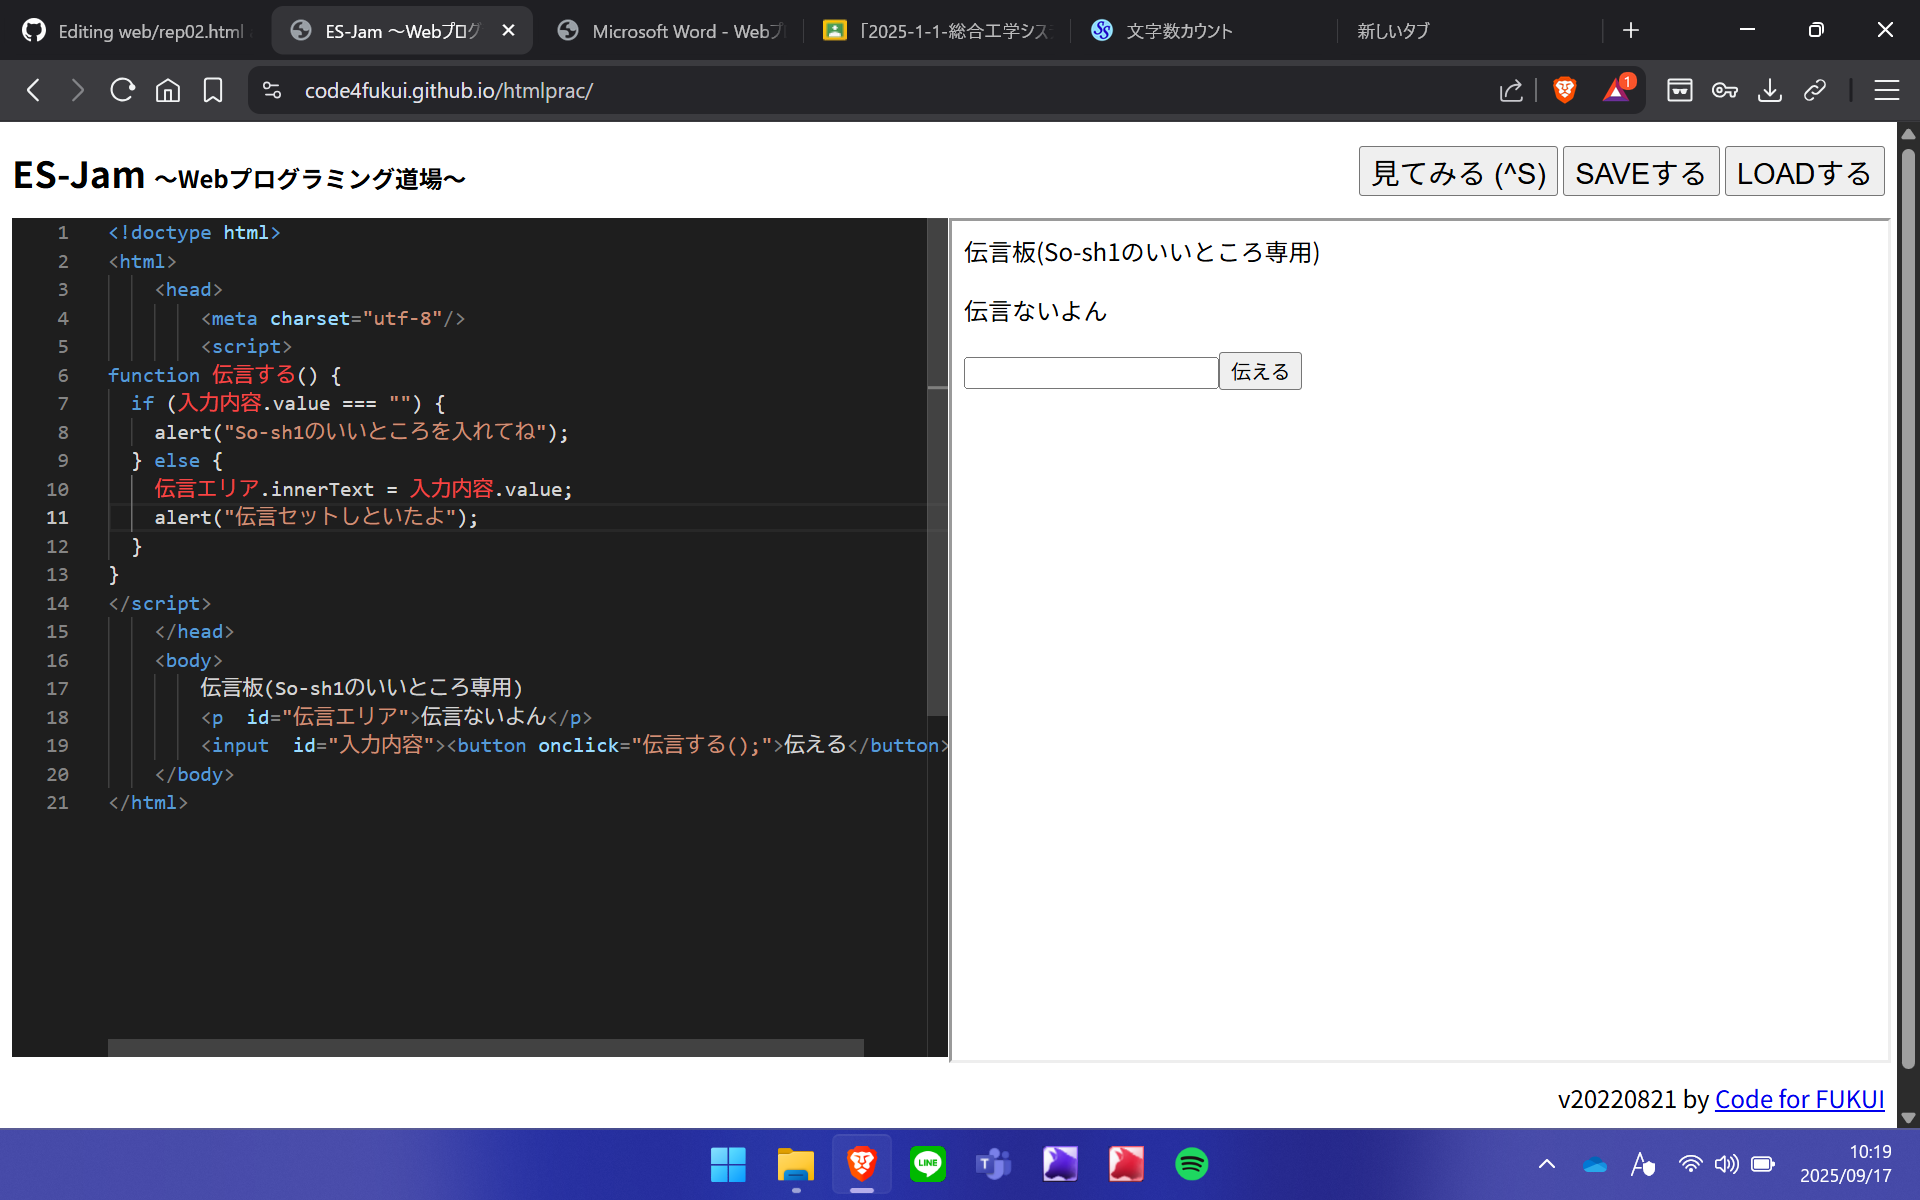 Editing web/rep02.html
ES-Jam ～Webプログ
Microsoft Word - Webプ
「2025-1-1-総合工学シス
文字数カウント
新しいタブ
code4fukui.github.io/htmlprac/
1
ES-Jam ～Webプログラミング道場～
見てみる (^S)
SAVEする
LOADする
1 <!doctype html>
2 <html>
3 <head>
4 <meta charset="utf-8"/>
5 <script>
6 function 伝言する() {
7 if (入力内容.value === "") {
8 alert("So-sh1のいいところを入れてね");
9 } else {
10 伝言エリア.innerText = 入力内容.value;
11 alert("伝言セットしといたよ");
12 }
13 }
14 </script>
15 </head>
16 <body>
17 伝言板(So-sh1のいいところ専用)
18 <p  id="伝言エリア">伝言ないよん</p>
19 <input  id="入力内容"><button onclick="伝言する();">伝える</button>
20 </body>
21 </html>
伝言板(So-sh1のいいところ専用)
伝言ないよん
伝える
v20220821 by Code for FUKUI
LINE
10:19
2025/09/17